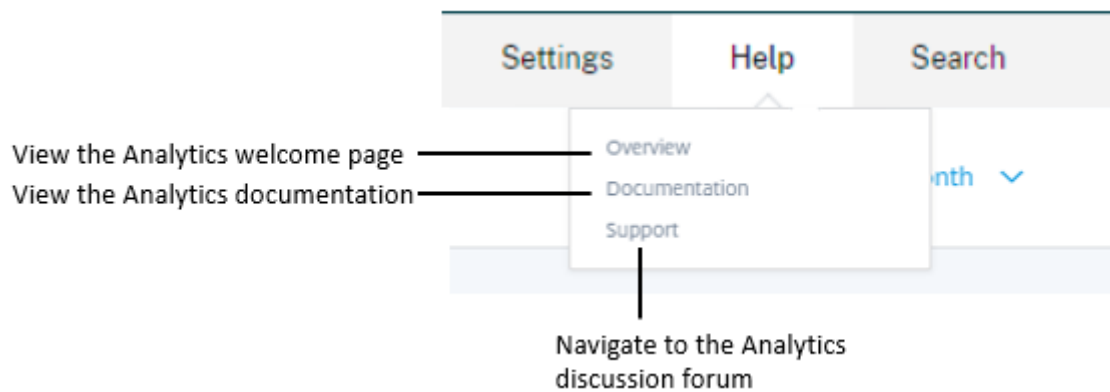 Settings Help Search
View the Analytics welcome page Overview
View the Analytics documentation Documentation onth
Support
Navigate to the Analytics
discussion forum